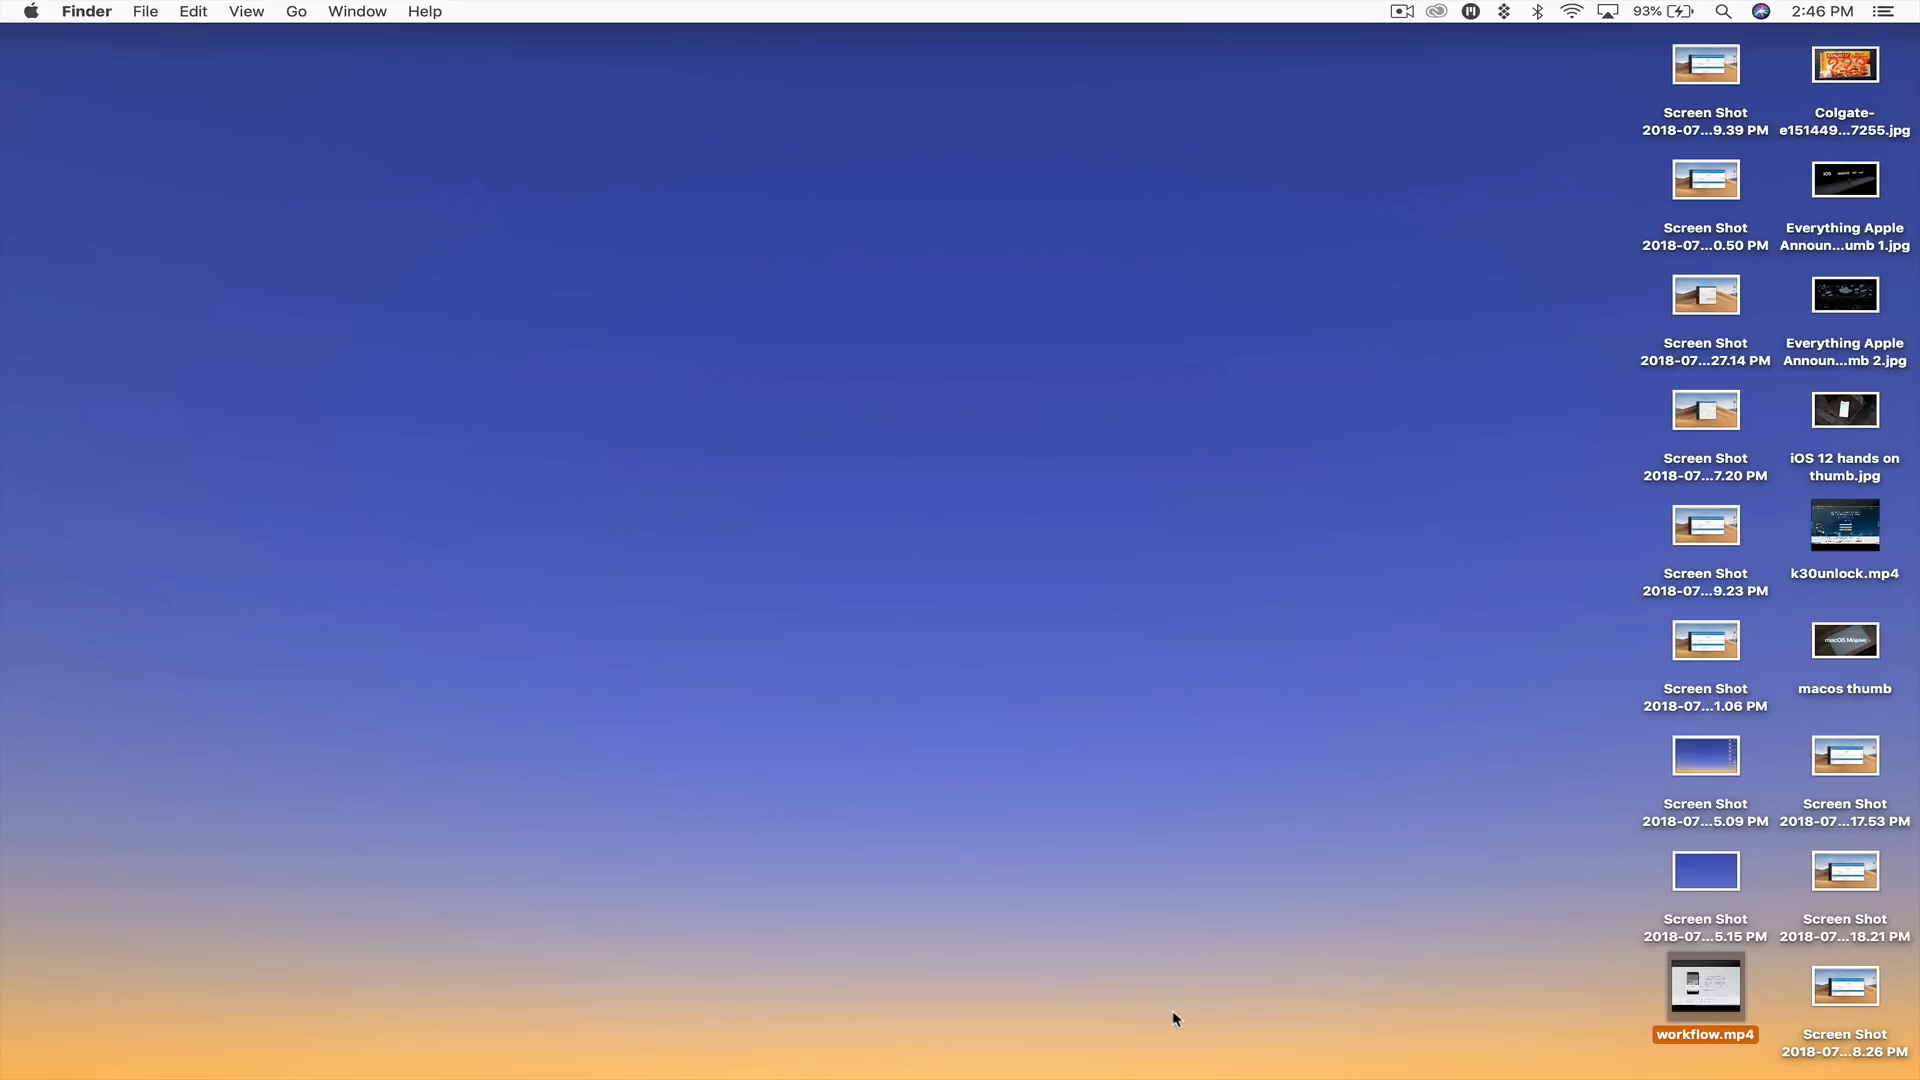 Finder File Edit View Go Window Help 93% 2:46 PM
Screen Shot
2018-07...9.39 PM
Colgate-
e151449...7255.jpg
Screen Shot
2018-07...0.50 PM
Everything Apple
Announ...umb 1.jpg
Screen Shot
2018-07...27.14 PM
Everything Apple
Announ...mb 2.jpg
Screen Shot
2018-07...7.20 PM
iOS 12 hands on
thumb.jpg
Screen Shot
2018-07...9.23 PM
k30unlock.mp4
Screen Shot
2018-07...1.06 PM
macOS Mojave
macos thumb
Screen Shot
2018-07...5.09 PM
Screen Shot
2018-07...17.53 PM
Screen Shot
2018-07...5.15 PM
Screen Shot
2018-07...18.21 PM
workflow.mp4
Screen Shot
2018-07...8.26 PM